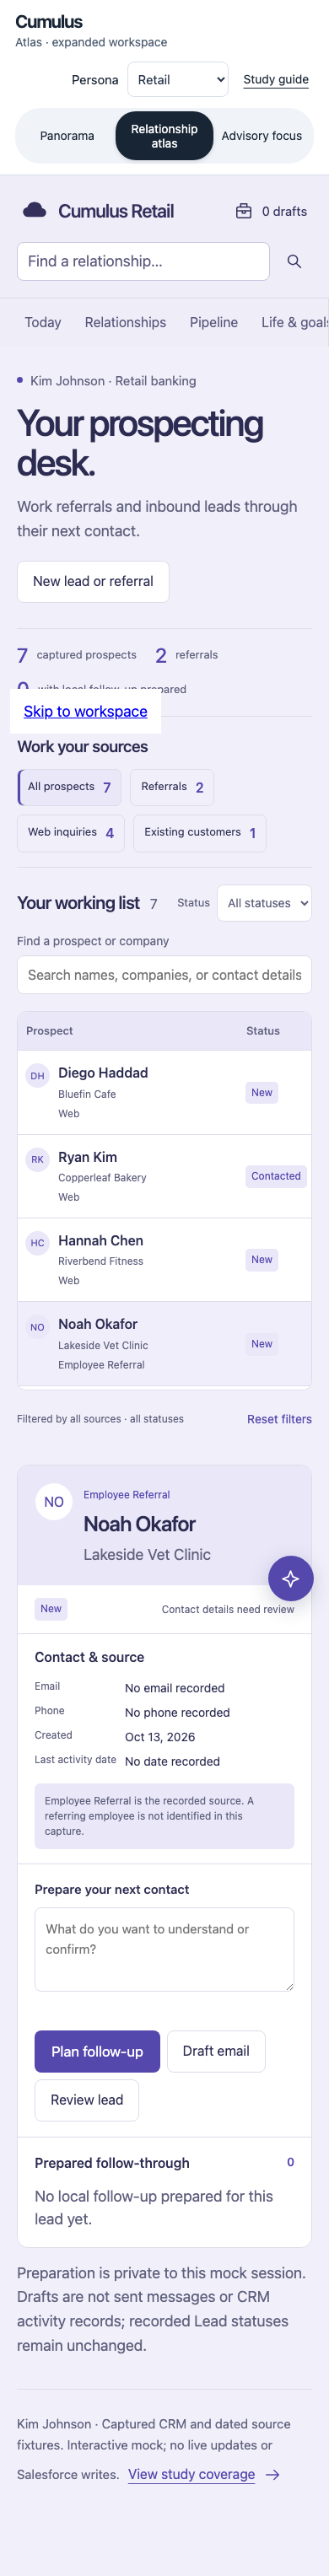 Cumulus
Atlas · expanded workspace
Persona
Retail
Study guide
Panorama
Relationship
atlas
Advisory focus
Cumulus Retail
0 drafts
Find a relationship...
Today
Relationships
Pipeline
Life & goals
Kim Johnson · Retail banking
Your prospecting
desk.
Work referrals and inbound leads through
their next contact.
New lead or referral
7 captured prospects
2 referrals
0 with local follow-up prepared
Skip to workspace
Work your sources
All prospects 7
Referrals 2
Web inquiries 4
Existing customers 1
Your working list 7
Status
All statuses
Find a prospect or company
Search names, companies, or contact details
Prospect
Status
DH
Diego Haddad
Bluefin Cafe
Web
New
RK
Ryan Kim
Copperleaf Bakery
Web
Contacted
HC
Hannah Chen
Riverbend Fitness
Web
New
NO
Noah Okafor
Lakeside Vet Clinic
Employee Referral
New
Filtered by all sources · all statuses
Reset filters
NO
Employee Referral
Noah Okafor
Lakeside Vet Clinic
New
Contact details need review
Contact & source
Email
No email recorded
Phone
No phone recorded
Created
Oct 13, 2026
Last activity date
No date recorded
Employee Referral is the recorded source. A
referring employee is not identified in this
capture.
Prepare your next contact
What do you want to understand or
confirm?
Plan follow-up
Draft email
Review lead
Prepared follow-through
0
No local follow-up prepared for this
lead yet.
Preparation is private to this mock session.
Drafts are not sent messages or CRM
activity records; recorded Lead statuses
remain unchanged.
Kim Johnson · Captured CRM and dated source
fixtures. Interactive mock; no live updates or
Salesforce writes. View study coverage